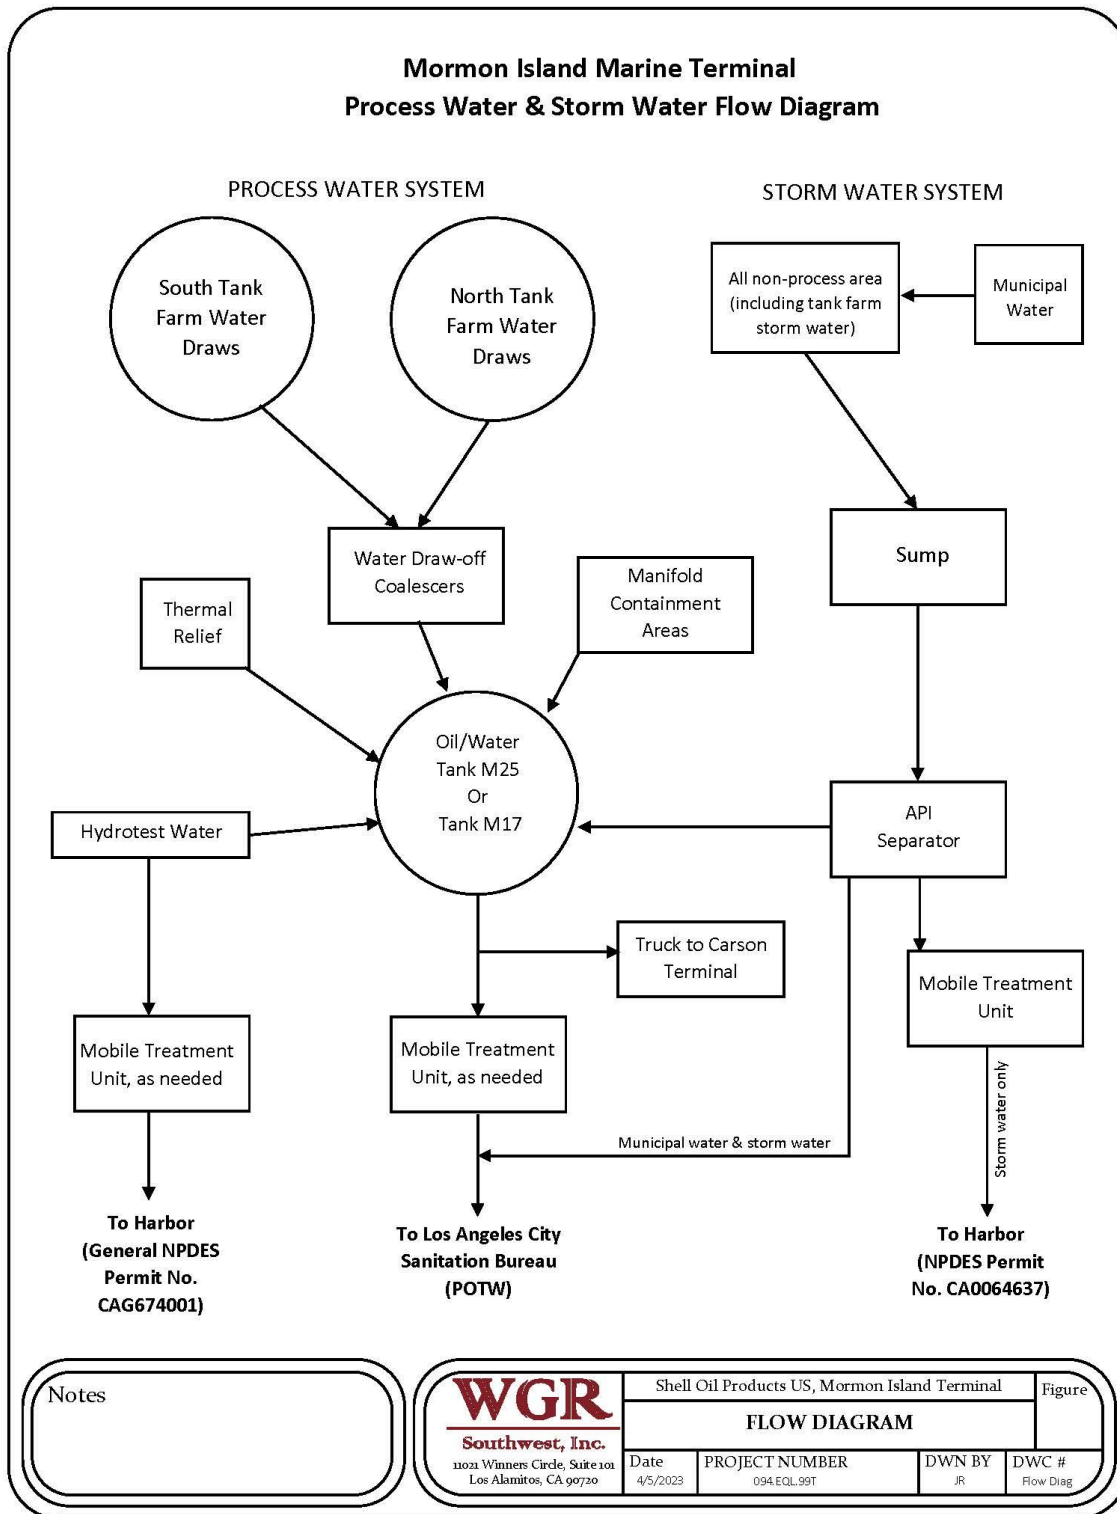 Mormon Island Marine Terminal
Process Water & Storm Water Flow Diagram
PROCESS WATER SYSTEM
STORM WATER SYSTEM
South Tank
Farm Water
Draws
North Tank
Farm Water
Draws
All non-process area
(including tank farm
storm water)
Municipal
Water
Water Draw-off
Coalescers
Manifold
Containment
Areas
Sump
Thermal
Relief
Oil/Water
Tank M25
Or
Tank M17
Hydrotest Water
API
Separator
Truck to Carson
Terminal
Mobile Treatment
Unit
Mobile Treatment
Unit, as needed
Mobile Treatment
Unit, as needed
Municipal water & storm water
Storm water only
To Harbor
(General NPDES
Permit No.
CAG674001)
To Los Angeles City
Sanitation Bureau
(POTW)
To Harbor
(NPDES Permit
No. CA0064637)
Notes
WGR
Southwest, Inc.
11021 Winners Circle, Suite 101
Los Alamitos, CA 90720
Shell Oil Products US, Mormon Island Terminal
Figure
FLOW DIAGRAM
Date
4/5/2023
PROJECT NUMBER
094.EQL.99T
DWN BY
JR
DWC #
Flow Diag